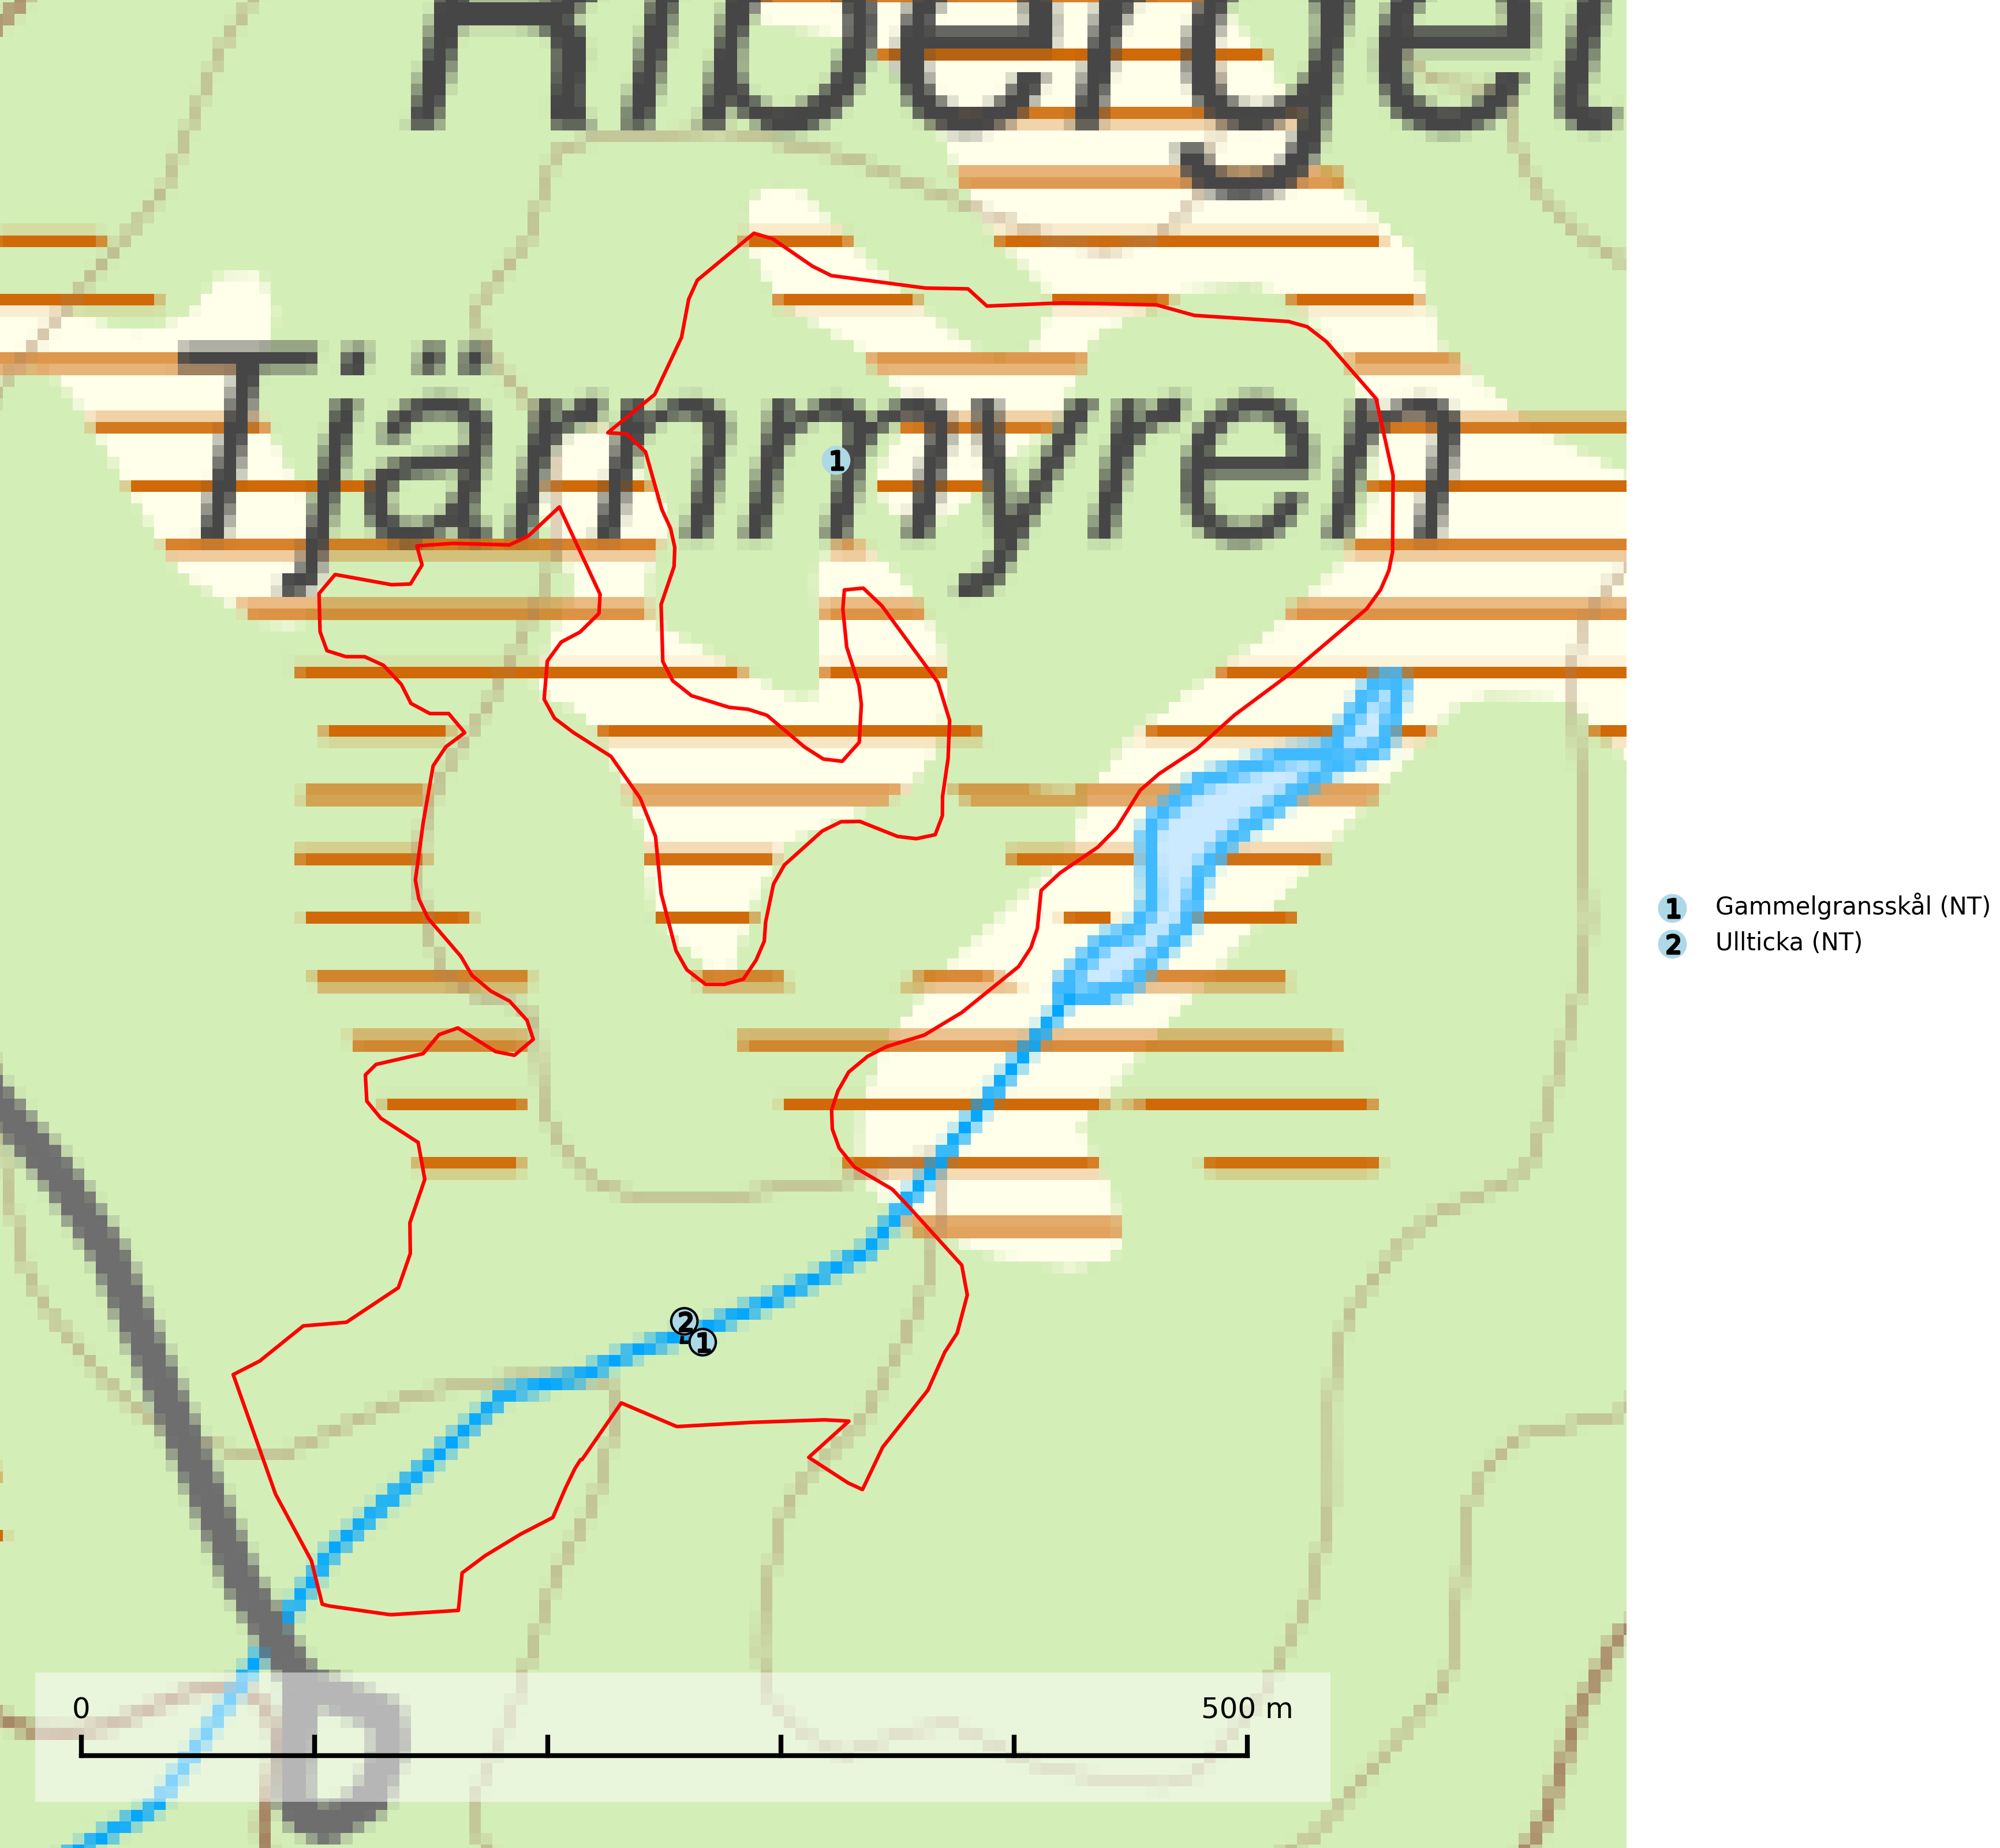 Tjärnmyren
1
2
1
1 Gammelgransskål (NT)
2 Ullticka (NT)
0 500 m